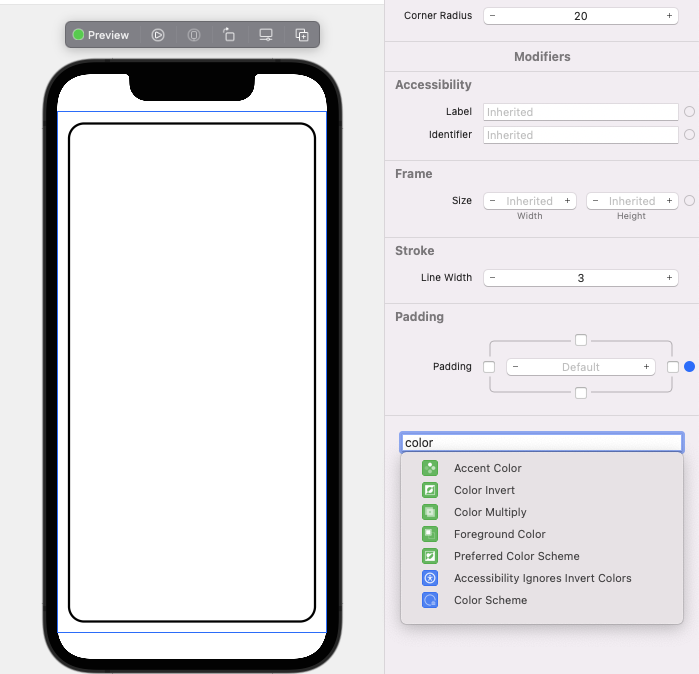 Preview
Corner Radius − 20 +
Modifiers
Accessibility
Label Inherited
Identifier Inherited
Frame
Size − Inherited + − Inherited +
Width Height
Stroke
Line Width − 3 +
Padding
Padding − Default +
color
Accent Color
Color Invert
Color Multiply
Foreground Color
Preferred Color Scheme
Accessibility Ignores Invert Colors
Color Scheme